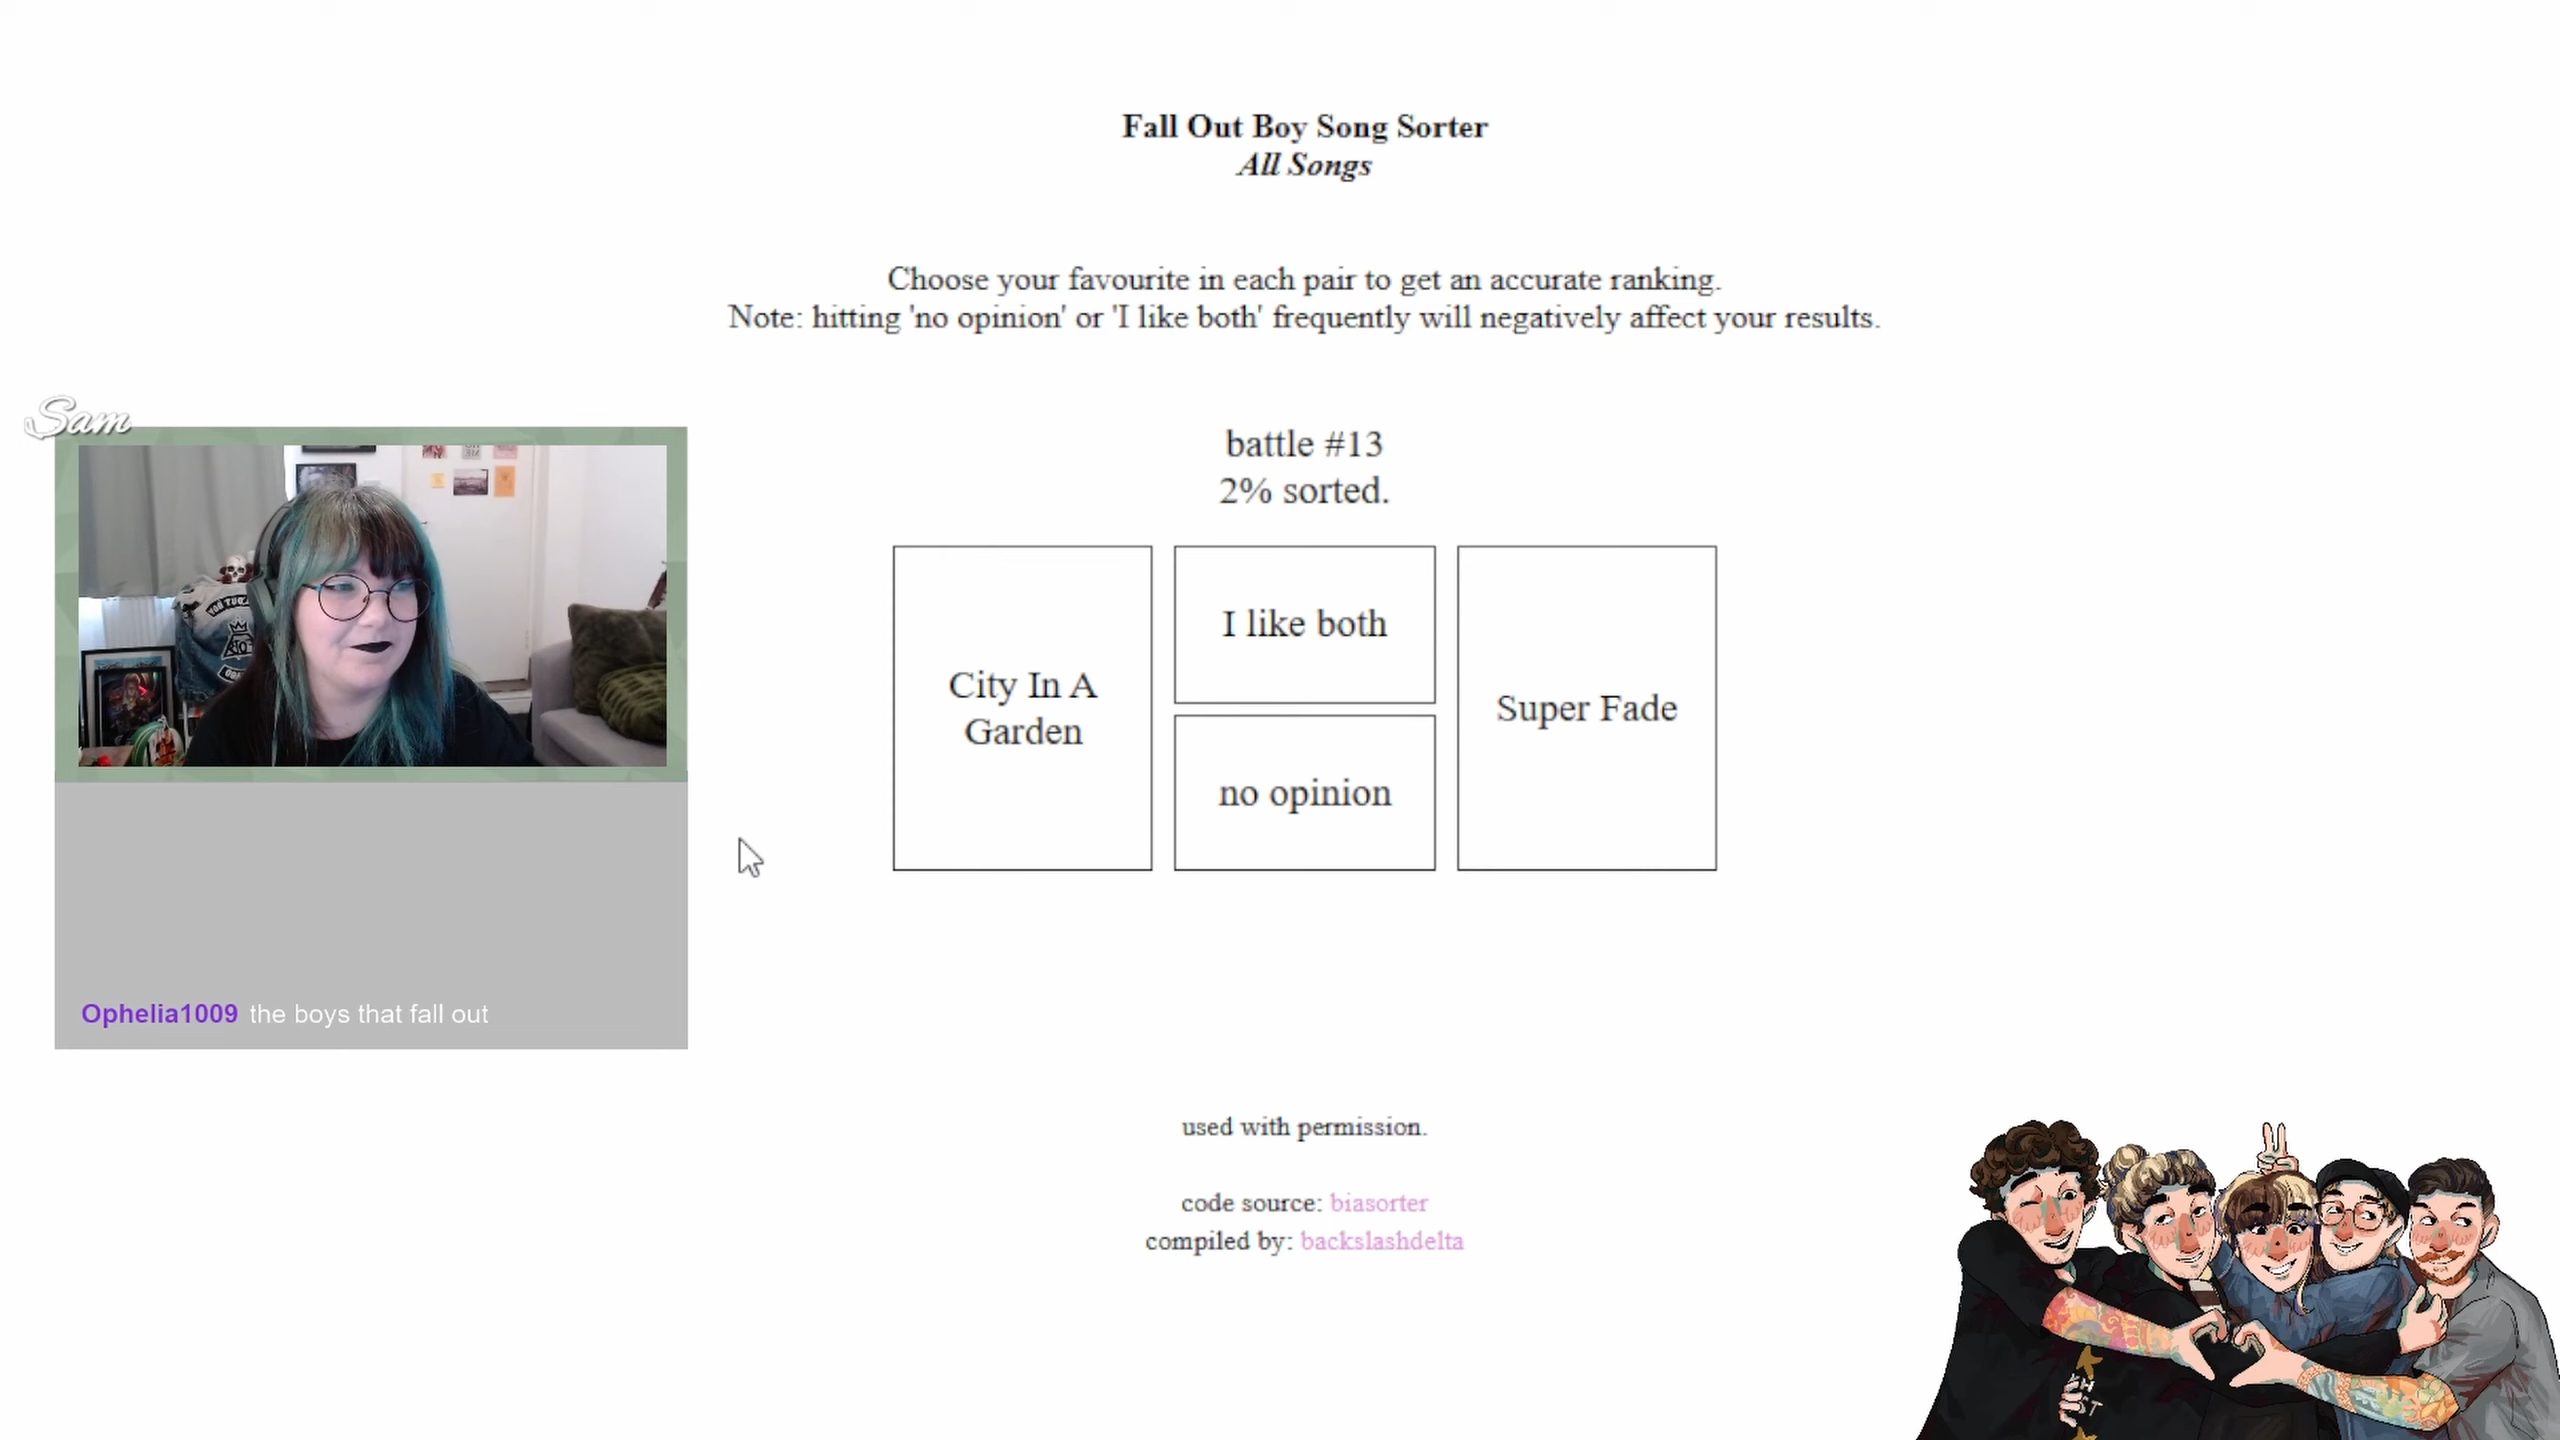 Fall Out Boy Song Sorter
All Songs
Choose your favourite in each pair to get an accurate ranking.
Note: hitting 'no opinion' or 'I like both' frequently will negatively affect your results.
Sam
battle #13
2% sorted.
City In A
Garden
I like both
no opinion
Super Fade
Ophelia1009 the boys that fall out
used with permission.
code source: biasorter
compiled by: backslashdelta